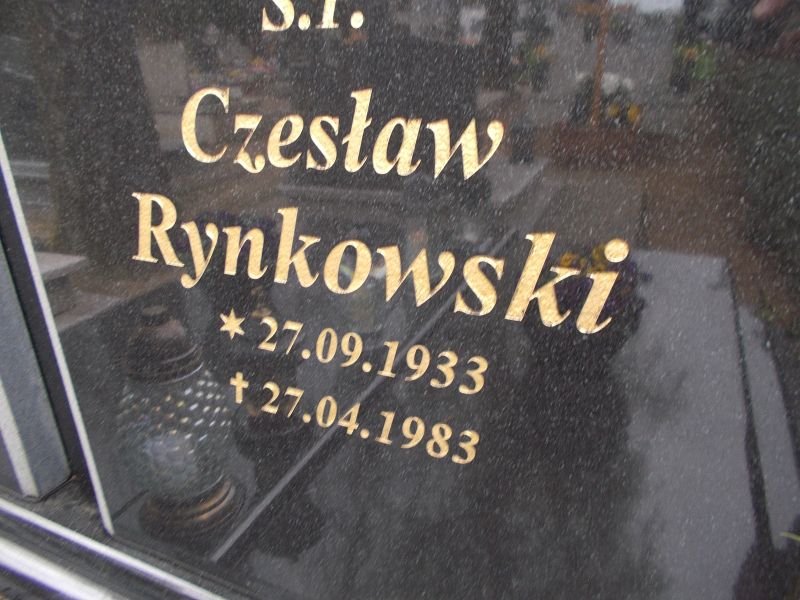 Ś.P.
Czesław
Rynkowski
* 27.09.1933
✝ 27.04.1983